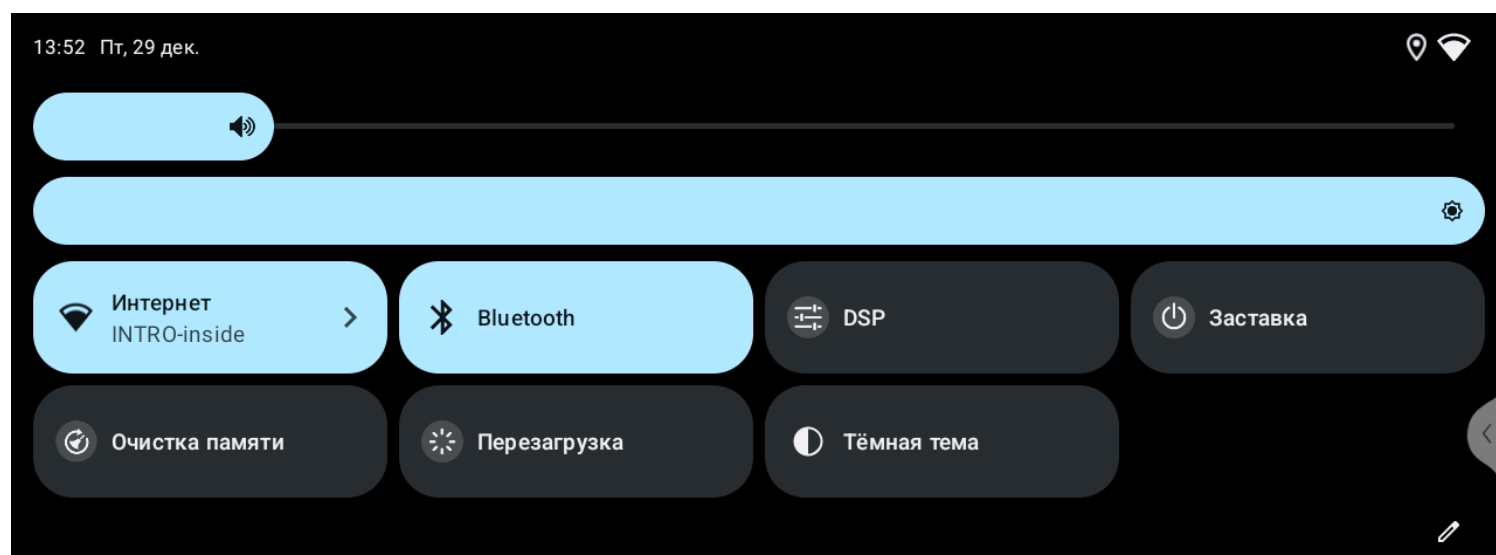 13:52 Пт, 29 дек.
Интернет
INTRO-inside
Bluetooth
DSP
Заставка
Очистка памяти
Перезагрузка
Тёмная тема